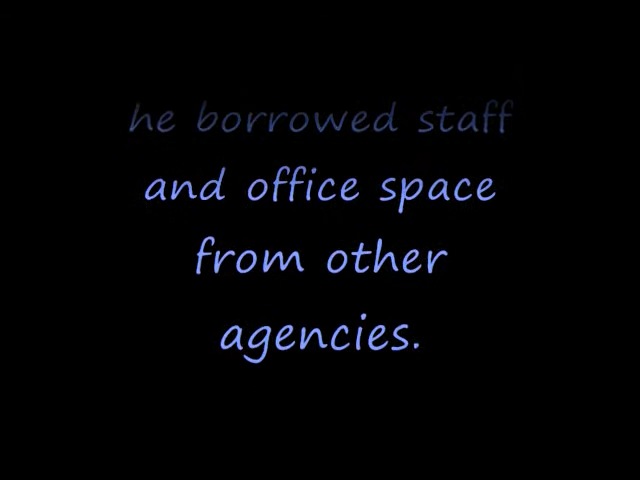 he borrowed staff
and office space
from other
agencies.